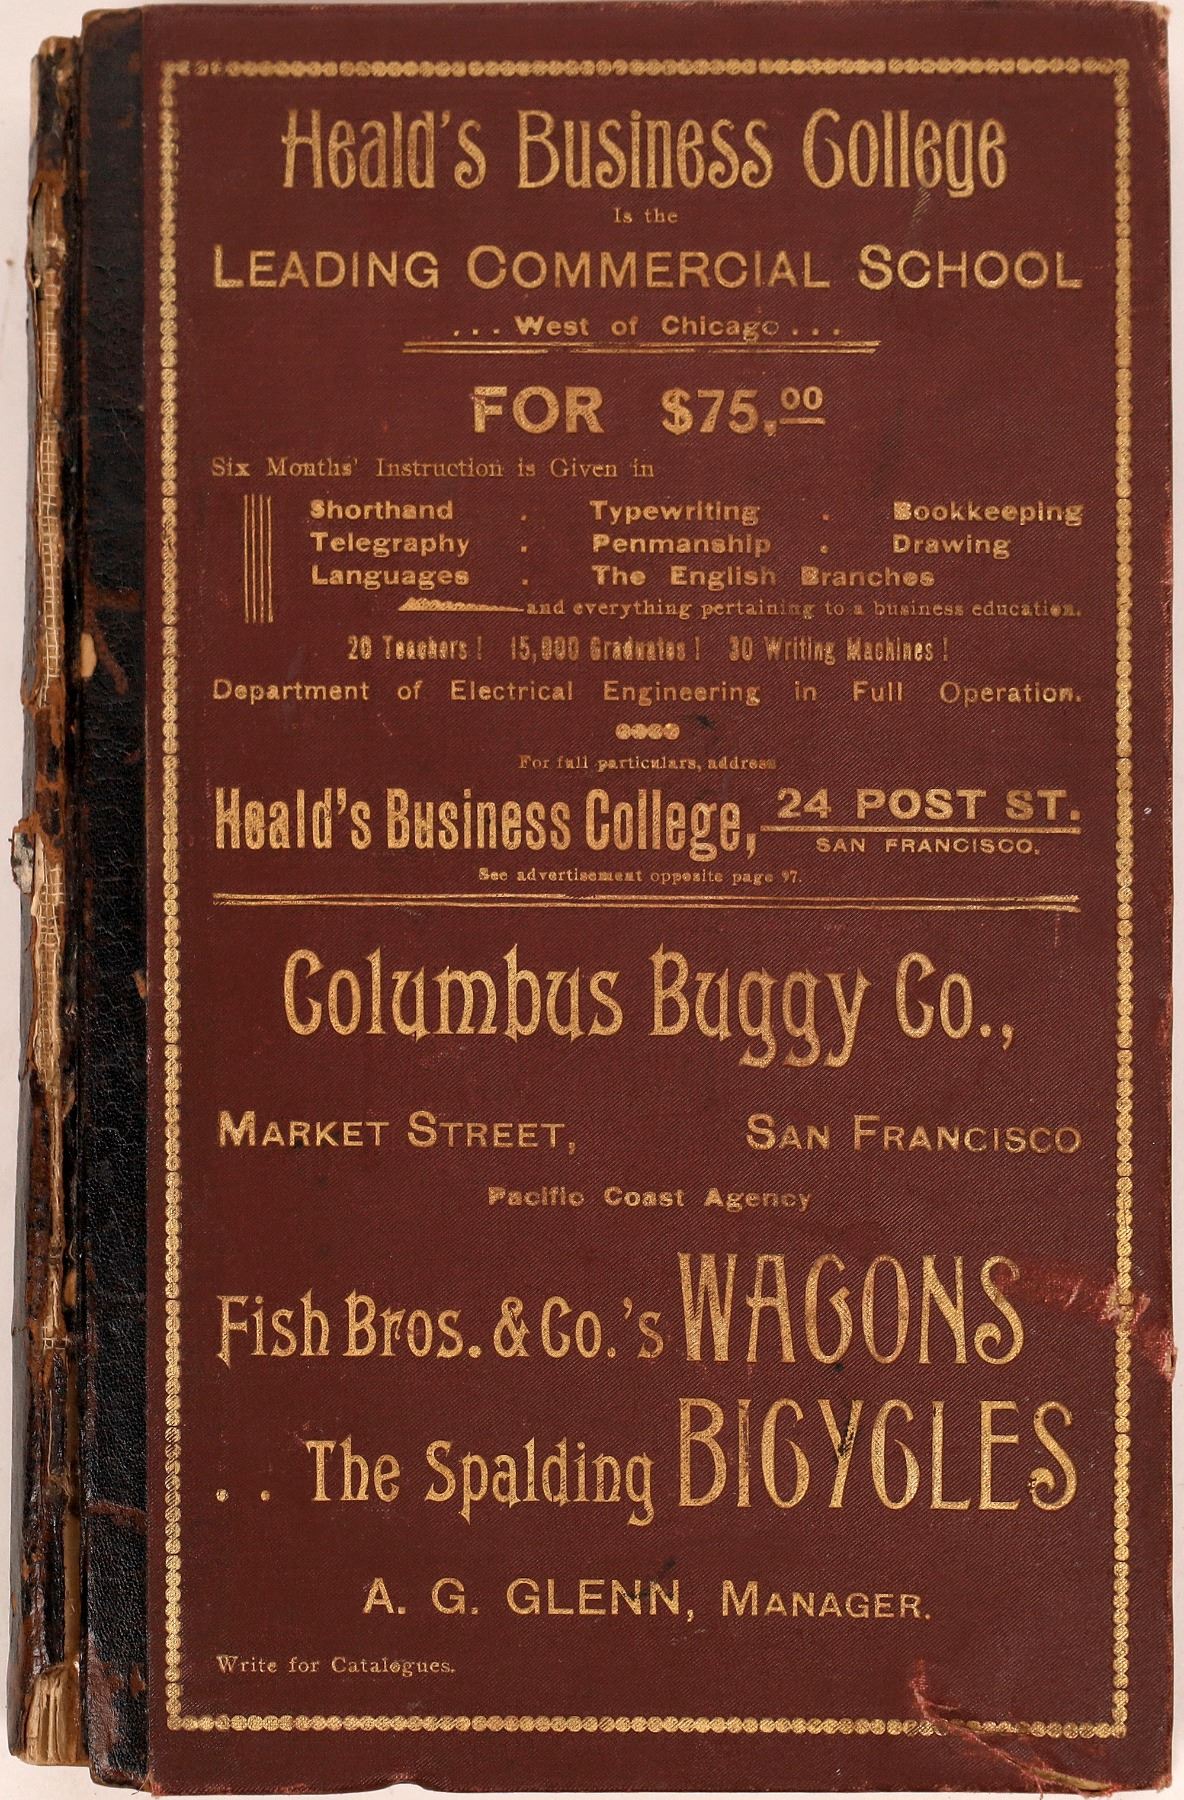 Heald's Business College
Is the
LEADING COMMERCIAL SCHOOL
...West of Chicago...
FOR $75.00
Six Months' Instruction is Given in
Shorthand . Typewriting . Bookkeeping
Telegraphy . Penmanship . Drawing
Languages . The English Branches
and everything pertaining to a business education.
20 Teachers! 15,000 Graduates! 30 Writing Machines!
Department of Electrical Engineering in Full Operation.
For full particulars, address
Heald's Business College, 24 POST ST.
SAN FRANCISCO.
See advertisement opposite page 97.
Columbus Buggy Co.,
MARKET STREET, SAN FRANCISCO
Pacific Coast Agency
Fish Bros. & Co.'s WAGONS
.. The Spalding BICYCLES
A. G. GLENN, MANAGER.
Write for Catalogues.